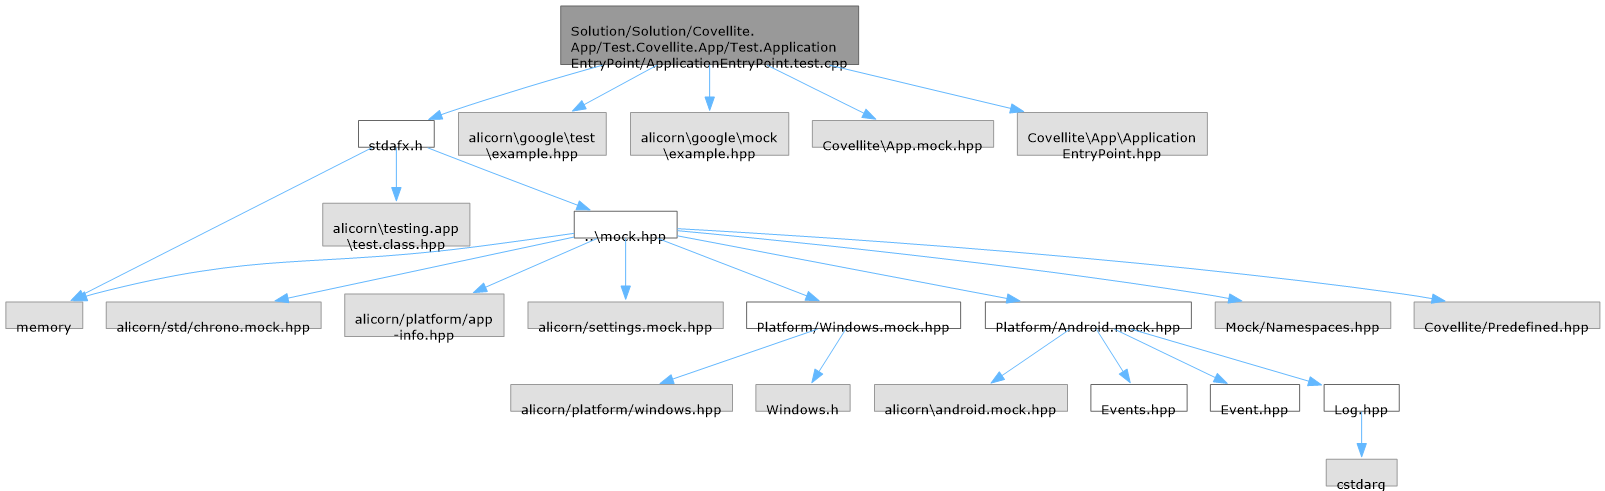 Solution/Solution/Covellite.
App/Test.Covellite.App/Test.Application
EntryPoint/ApplicationEntryPoint.test.cpp
stdafx.h
alicorn\google\test
\example.hpp
alicorn\google\mock
\example.hpp
Covellite\App.mock.hpp
Covellite\App\Application
EntryPoint.hpp
alicorn\testing.app
\test.class.hpp
..\mock.hpp
memory
alicorn/std/chrono.mock.hpp
alicorn/platform/app
-info.hpp
alicorn/settings.mock.hpp
Platform/Windows.mock.hpp
Platform/Android.mock.hpp
Mock/Namespaces.hpp
Covellite/Predefined.hpp
alicorn/platform/windows.hpp
Windows.h
alicorn\android.mock.hpp
Events.hpp
Event.hpp
Log.hpp
cstdarg